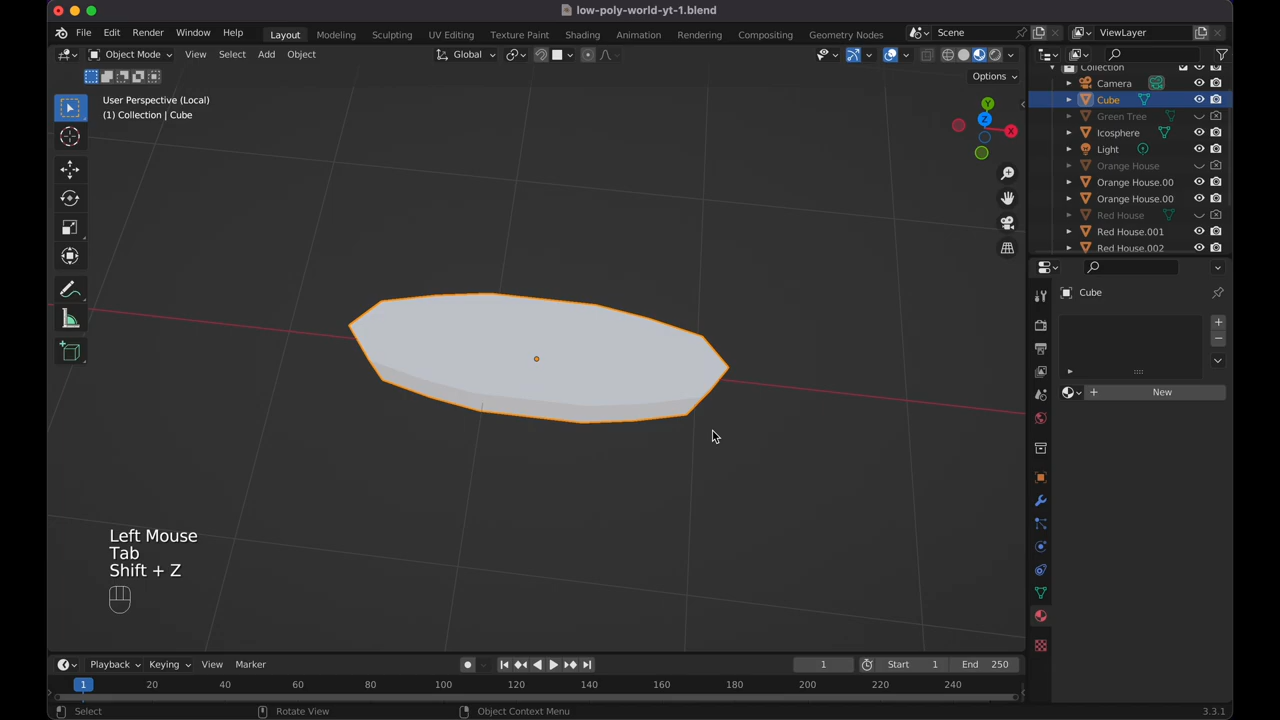 low-poly-world-yt-1.blend
File Edit Render Window Help Layout Modeling Sculpting UV Editing Texture Paint Shading Animation Rendering Compositing Geometry Nodes Scene ViewLayer
Object Mode View Select Add Object Global
Options
User Perspective (Local)
(1) Collection | Cube
Y
Z
X
Collection
Camera
Cube
Green Tree
Icosphere
Light
Orange House
Orange House.00
Orange House.00
Red House
Red House.001
Red House.002
Cube
New
Left Mouse
Tab
Shift + Z
Playback Keying View Marker 1 Start 1 End 250
1 20 40 60 80 100 120 140 160 180 200 220 240
Select Rotate View Object Context Menu 3.3.1